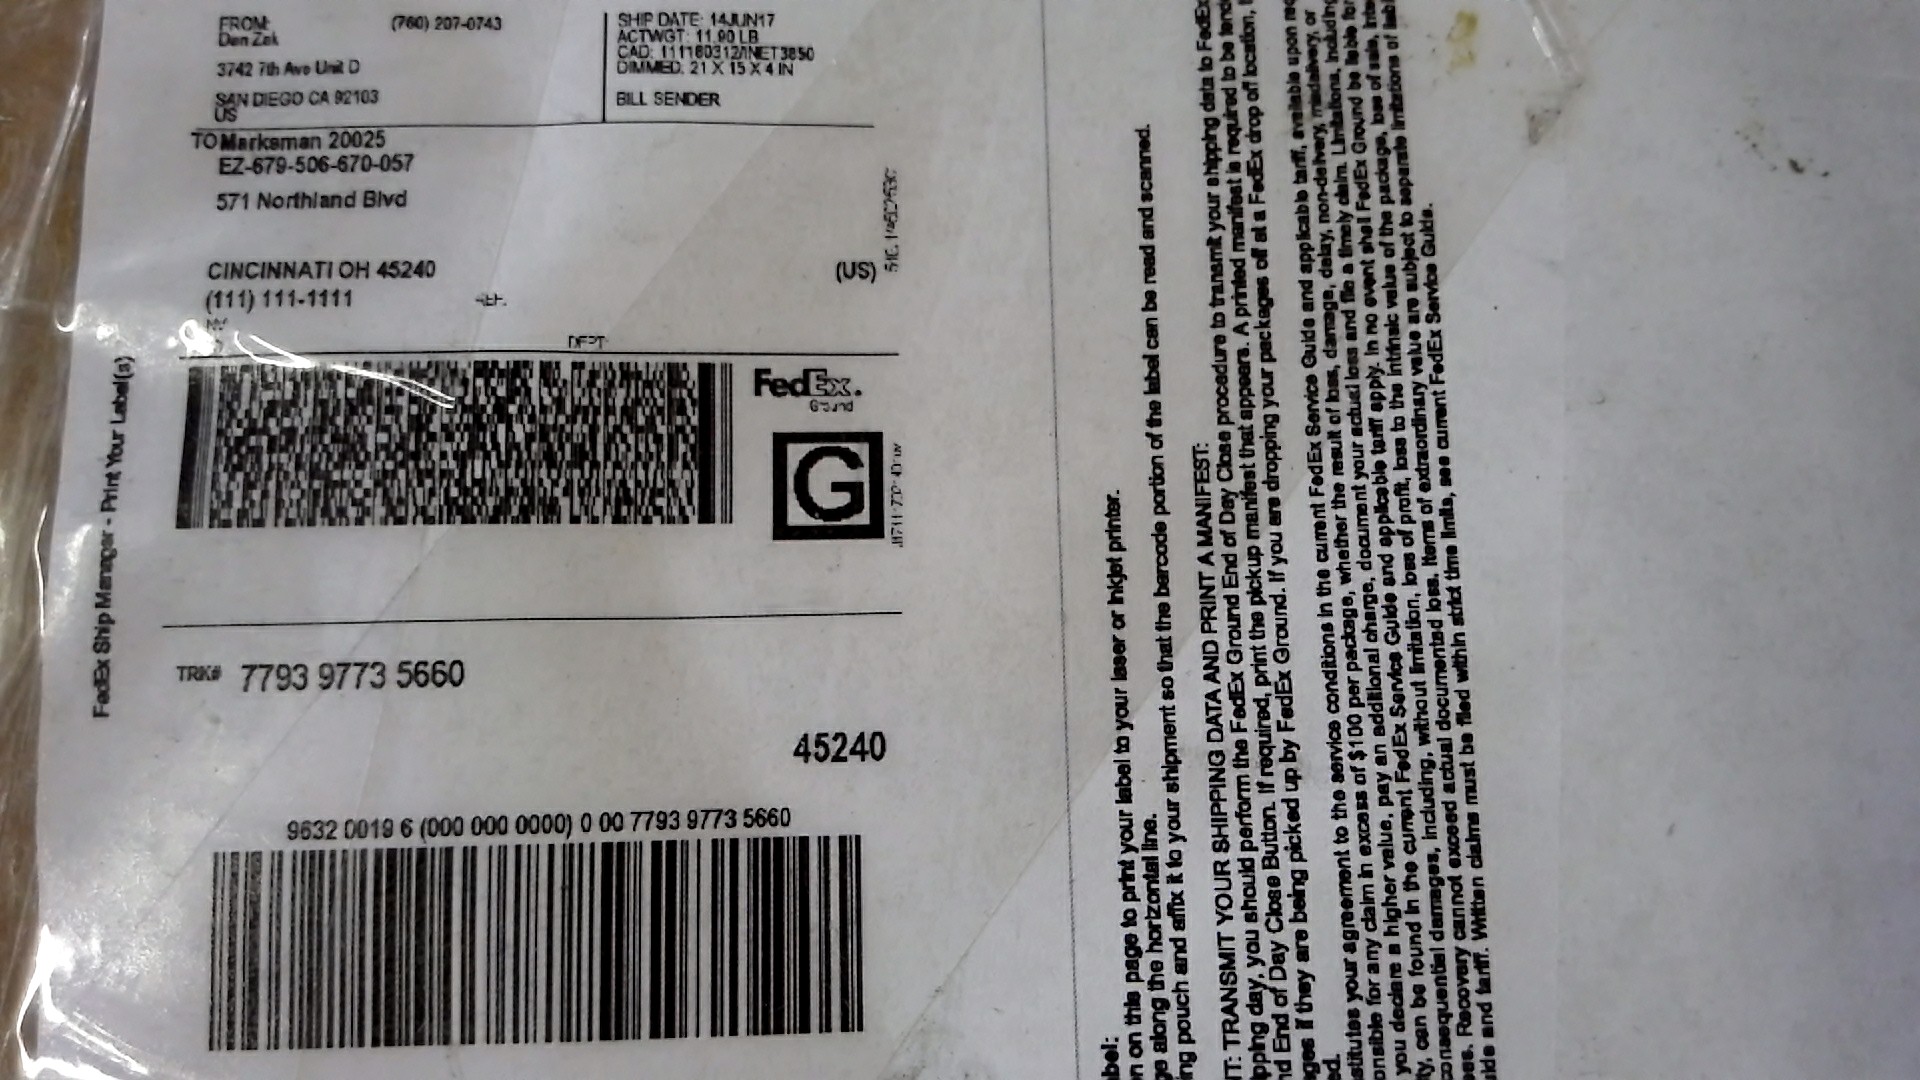 FROM: (760) 207-0743
Dan Zak
3742 7th Ave Unit D
SAN DIEGO CA 92103
US
SHIP DATE: 14JUN17
ACTWGT: 11.90 LB
CAD: 111180312/INET3850
DIMMED: 21 X 15 X 4 IN
BILL SENDER
TO Marksman 20025
EZ-679-506-670-057
571 Northland Blvd
CINCINNATI OH 45240
(US)
(111) 111-1111
REF:
DEPT:
FedEx.
Ground
G
TRK# 7793 9773 5660
45240
9632 0019 6 (000 000 0000) 0 00 7793 9773 5660
FedEx Ship Manager - Print Your Label(s)
bel:
n on this page to print your label to your laser or inkjet printer.
ge along the horizontal line.
ing pouch and affix it to your shipment so that the barcode portion of the label can be read and scanned.
NT: TRANSMIT YOUR SHIPPING DATA AND PRINT A MANIFEST:
ipping day, you should perform the FedEx Ground End of Day Close procedure to transmit your shipping data to FedEx
nd End of Day Close Button. If required, print the pickup manifest that appears. A printed manifest is required to be tend
ges if they are being picked up by FedEx Ground. If you are dropping your packages off at a FedEx drop off location,
ed.
stitutes your agreement to the service conditions in the current FedEx Service Guide and applicable tariff, available upon req
onsible for any claim in excess of $100 per package, whether the result of loss, damage, delay, non-delivery, misdelivery, or
you declare a higher value, pay an additional charge, document your actual loss and file a timely claim. Limitations, including
ty, can be found in the current FedEx Service Guide and applicable tariff apply. In no event shall FedEx Ground be liable for
consequential damages, including, without limitation, loss of profit, loss to the intrinsic value of the package, loss of sale, inte
es. Recovery cannot exceed actual documented loss. Items of extraordinary value are subject to separate limitations of liabil
uide and tariff. Written claims must be filed within strict time limits, see current FedEx Service Guide.